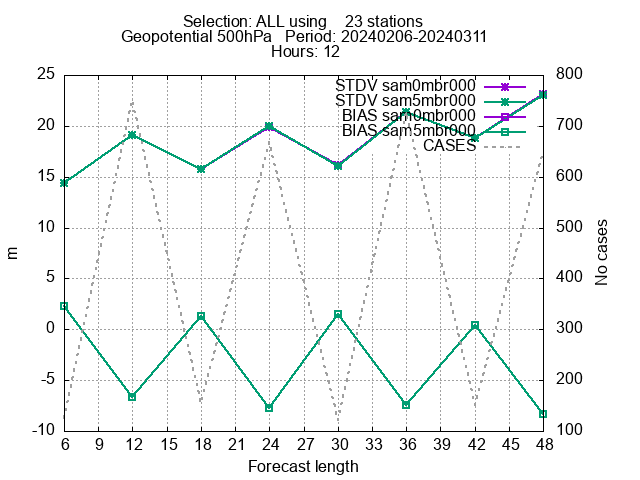 Selection: ALL using    23 stations
Geopotential 500hPa   Period: 20240206-20240311
Hours: 12
STDV sam0mbr000
STDV sam5mbr000
BIAS sam0mbr000
BIAS sam5mbr000
CASES
25
20
15
10
5
0
-5
-10
m
800
700
600
500
400
300
200
100
No cases
6 9 12 15 18 21 24 27 30 33 36 39 42 45 48
Forecast length